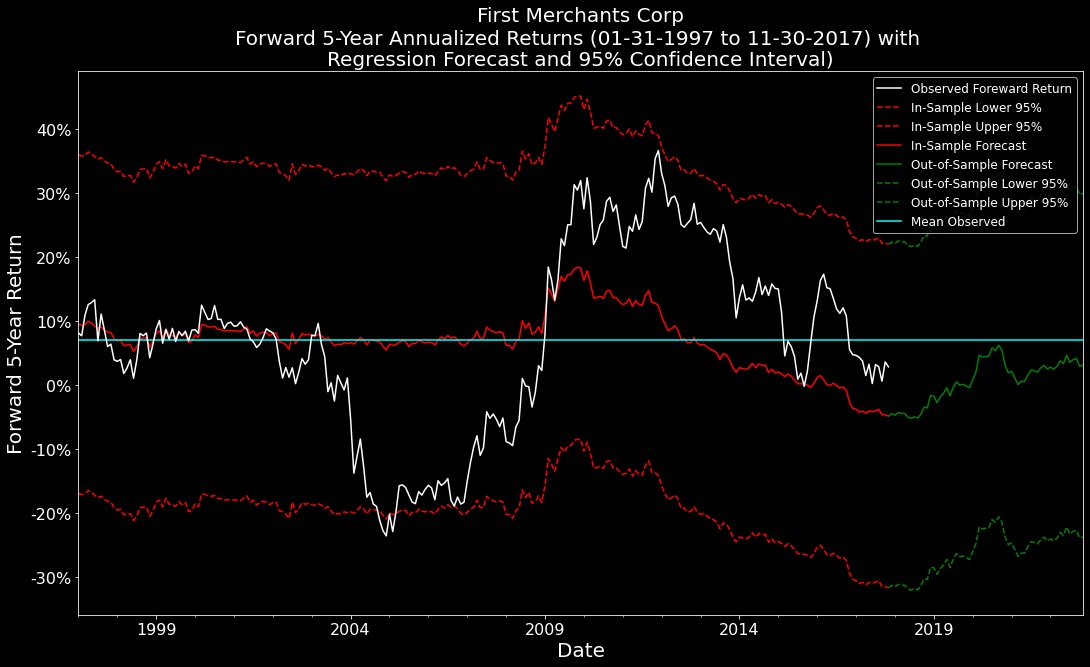 First Merchants Corp
Forward 5-Year Annualized Returns (01-31-1997 to 11-30-2017) with
Regression Forecast and 95% Confidence Interval)
Observed Foreward Return
In-Sample Lower 95%
In-Sample Upper 95%
In-Sample Forecast
Out-of-Sample Forecast
Out-of-Sample Lower 95%
Out-of-Sample Upper 95%
Mean Observed
Forward 5-Year Return
40%
30%
20%
10%
0%
-10%
-20%
-30%
1999
2004
2009
2014
2019
Date